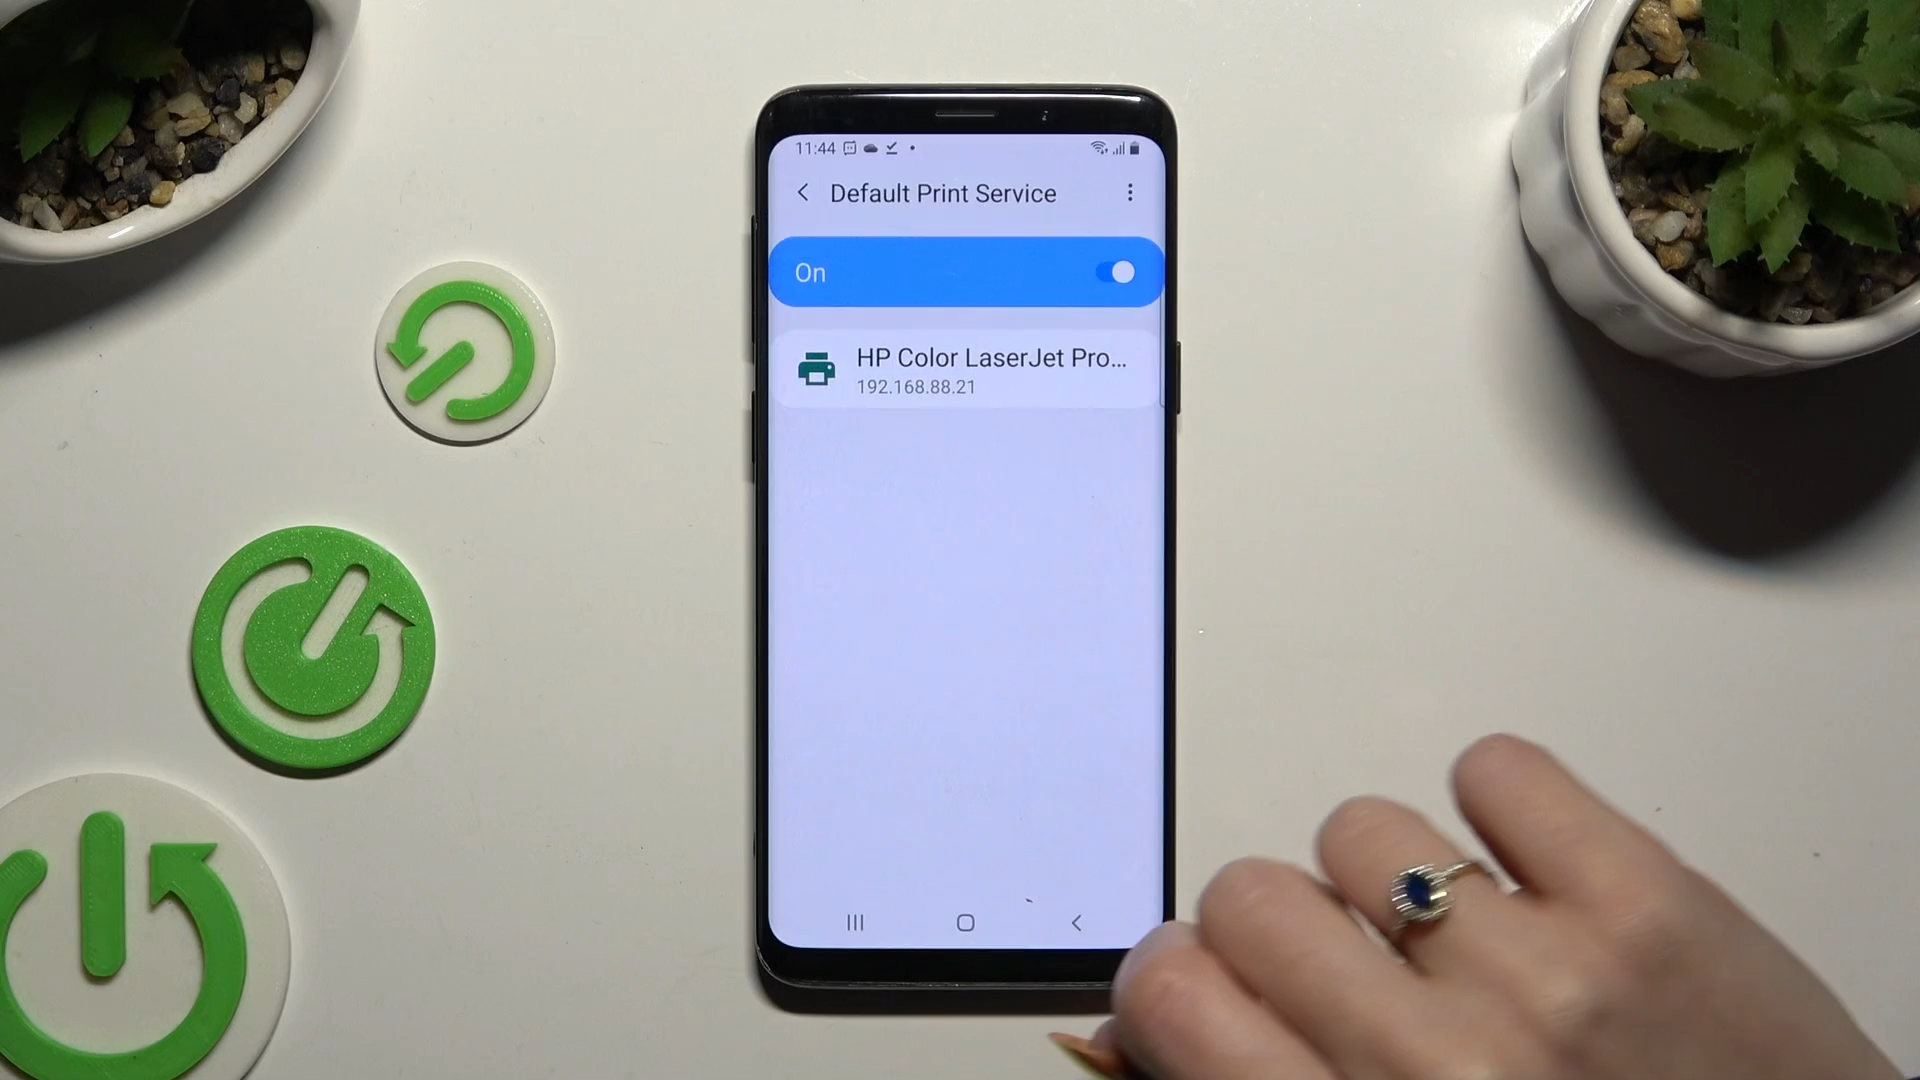 11:44
Default Print Service
On
HP Color LaserJet Pro...
192.168.88.21